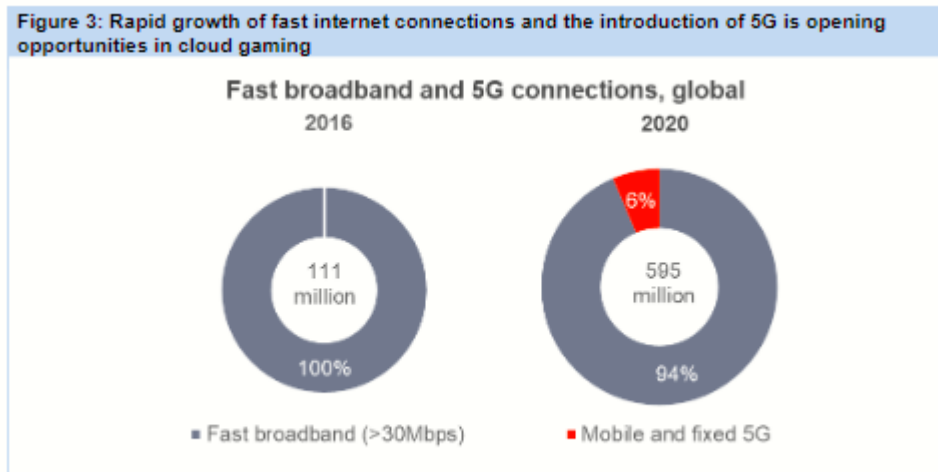 Figure 3: Rapid growth of fast internet connections and the introduction of 5G is opening
opportunities in cloud gaming
Fast broadband and 5G connections, global
2016
2020
6%
111
million
595
million
100%
94%
Fast broadband (>30Mbps)
Mobile and fixed 5G